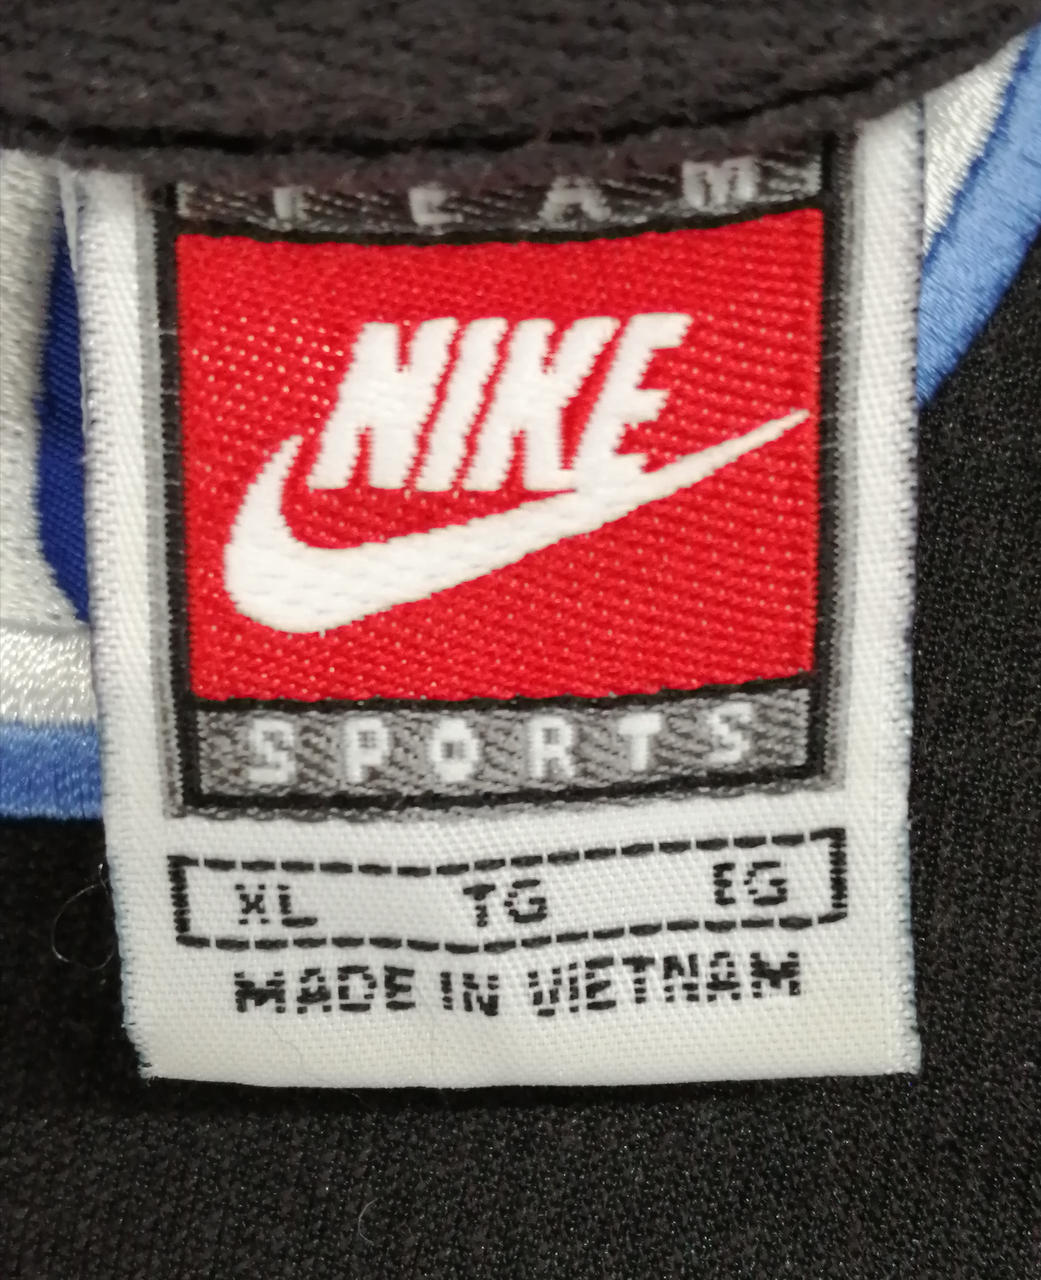 TEAM
NIKE
SPORTS
XL TG EG
MADE IN VIETNAM